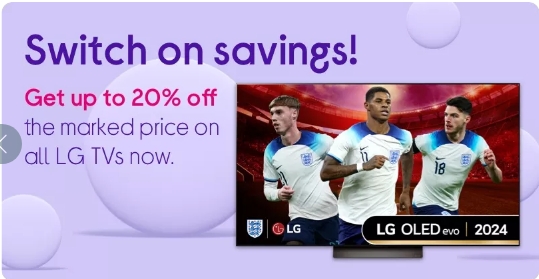 Switch on savings!
Get up to 20% off
the marked price on
all LG TVs now.
11
18
LG
LG OLED evo | 2024